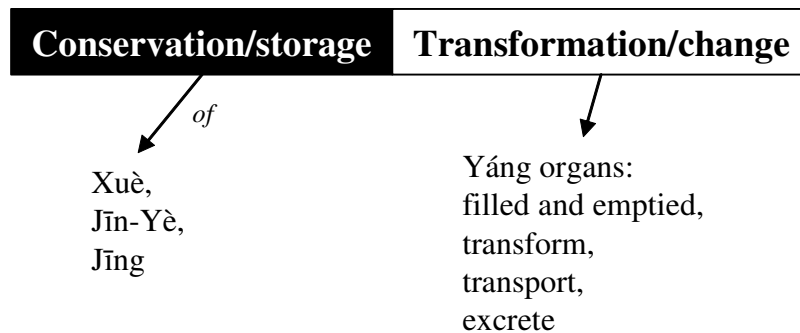 Conservation/storage
Transformation/change
of
Xuè,
Jīn-Yè,
Jīng
Yáng organs:
filled and emptied,
transform,
transport,
excrete